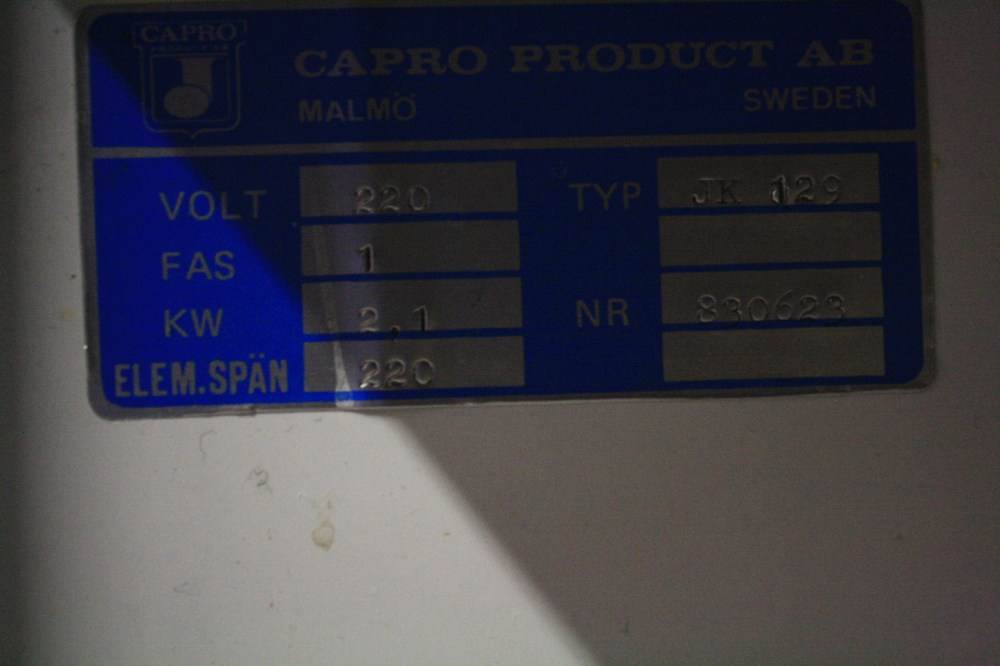 CAPRO
CAPRO PRODUCT AB
MALMÖ SWEDEN
VOLT 220 TYP JK 129
FAS 1
KW 2,1 NR 830623
ELEM.SPÄN 220